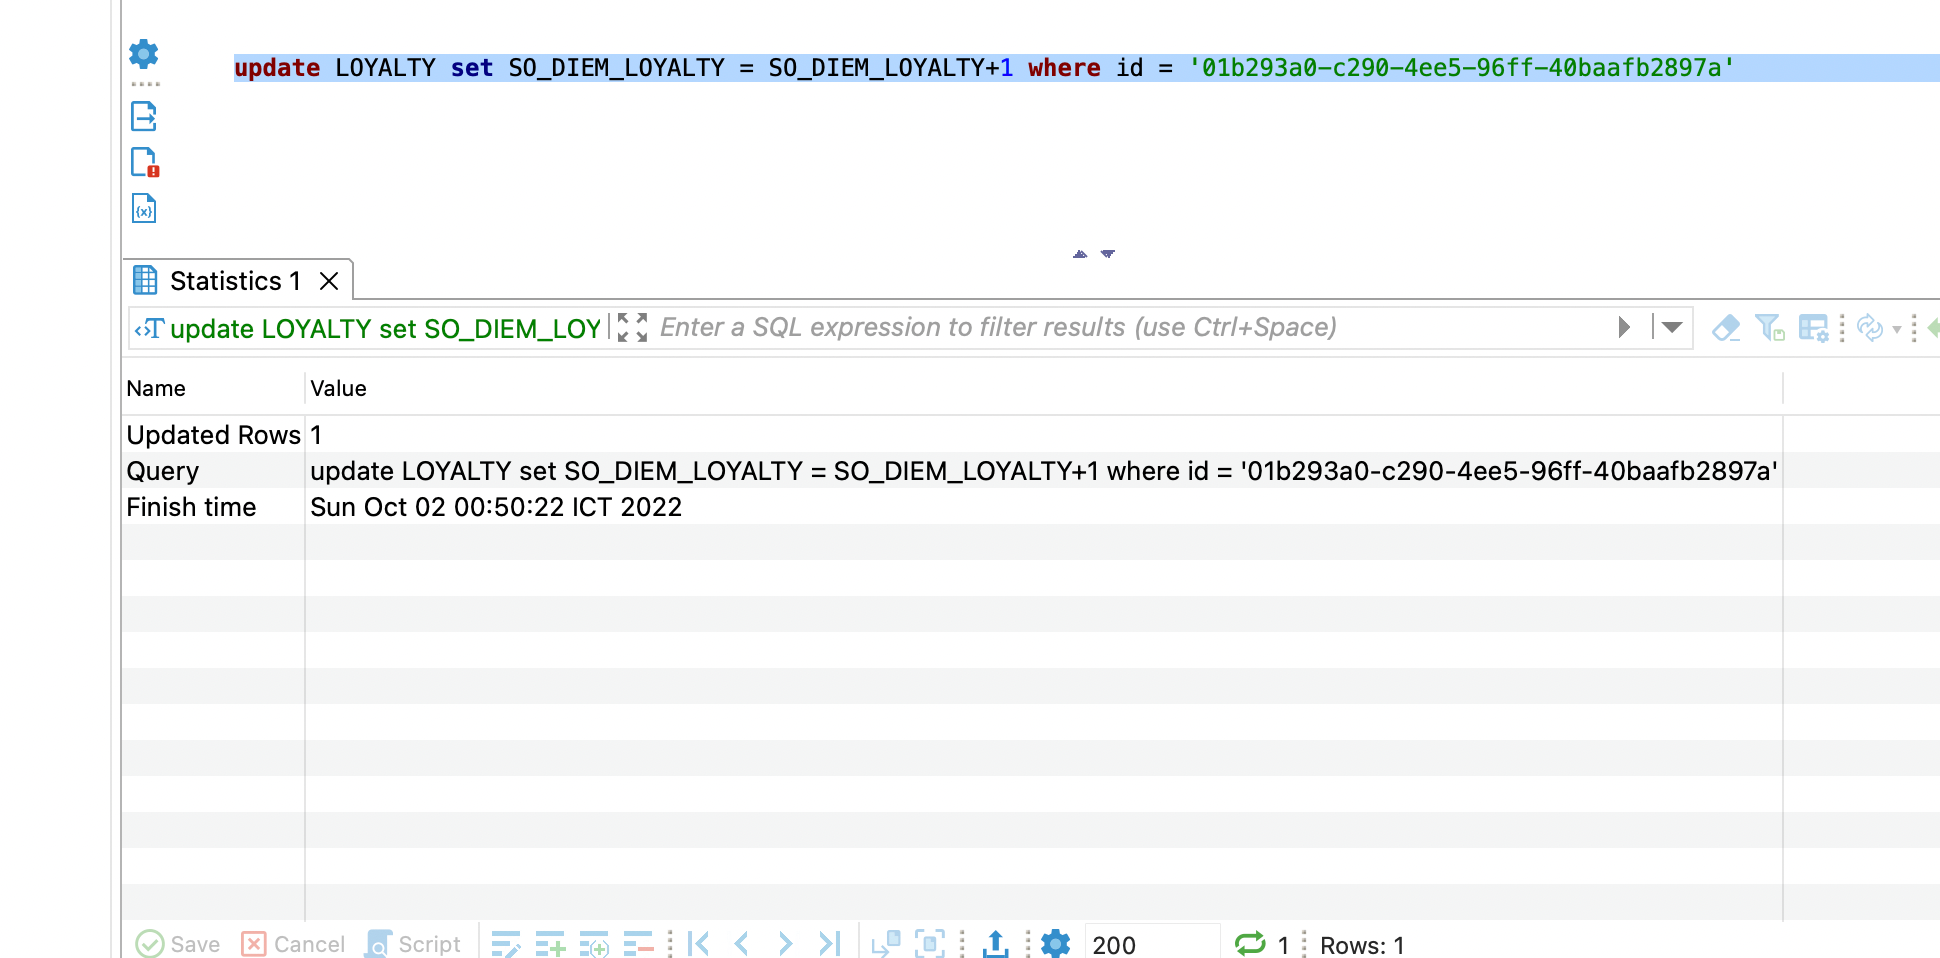 update LOYALTY set SO_DIEM_LOYALTY = SO_DIEM_LOYALTY+1 where id = '01b293a0-c290-4ee5-96ff-40baafb2897a'
Statistics 1
update LOYALTY set SO_DIEM_LOY Enter a SQL expression to filter results (use Ctrl+Space)
Name Value
Updated Rows 1
Query update LOYALTY set SO_DIEM_LOYALTY = SO_DIEM_LOYALTY+1 where id = '01b293a0-c290-4ee5-96ff-40baafb2897a'
Finish time Sun Oct 02 00:50:22 ICT 2022
Save Cancel Script 200 1 Rows: 1